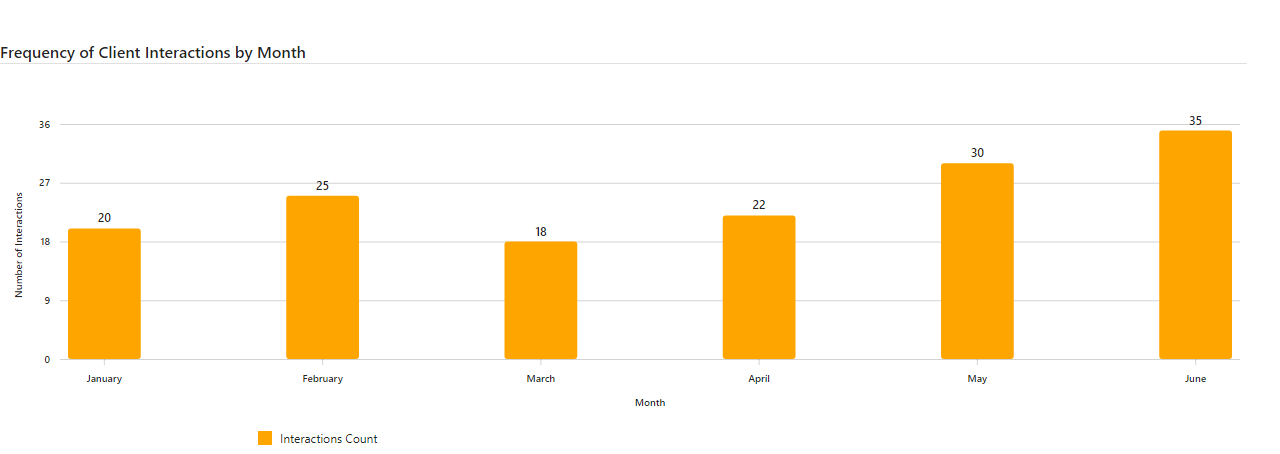 Frequency of Client Interactions by Month
36
27
18
9
0
Number of Interactions
20
25
18
22
30
35
January
February
March
April
May
June
Month
Interactions Count